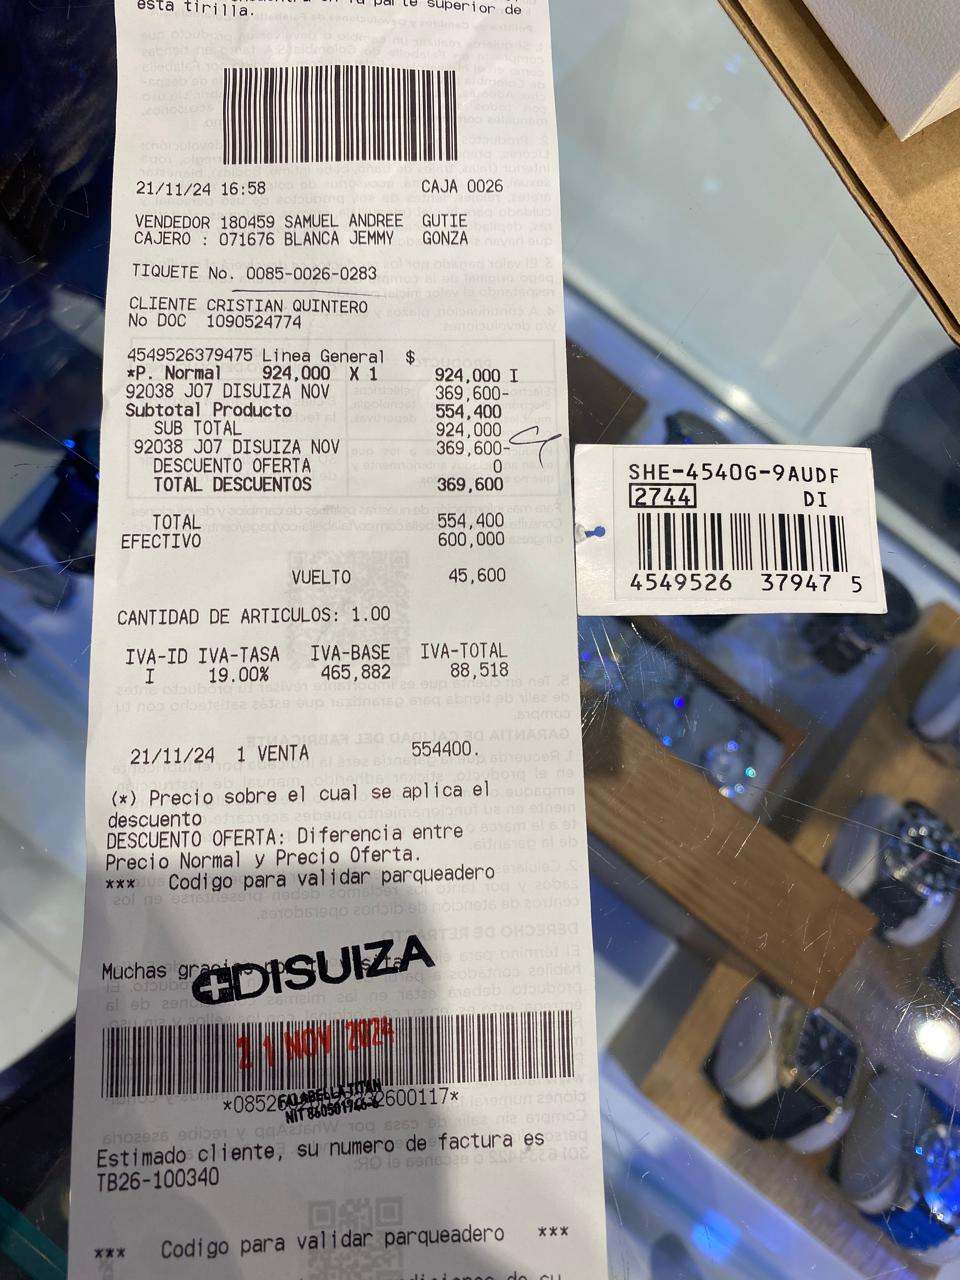 esta tirilla.
21/11/24 16:58 CAJA 0026
VENDEDOR 180459 SAMUEL ANDREE GUTIE
CAJERO : 071676 BLANCA JEMMY GONZA
TIQUETE No. 0085-0026-0283
CLIENTE CRISTIAN QUINTERO
No DOC 1090524774
4549526379475 Linea General $
*P. Normal 924,000 X 1 924,000 I
92038 J07 DISUIZA NOV 369,600-
Subtotal Producto 554,400
SUB TOTAL 924,000
92038 J07 DISUIZA NOV 369,600-
DESCUENTO OFERTA 0
TOTAL DESCUENTOS 369,600
TOTAL 554,400
EFECTIVO 600,000
VUELTO 45,600
CANTIDAD DE ARTICULOS: 1.00
IVA-ID IVA-TASA IVA-BASE IVA-TOTAL
I 19.00% 465,882 88,518
21/11/24 1 VENTA 554400.
(*) Precio sobre el cual se aplica el
descuento
DESCUENTO OFERTA: Diferencia entre
Precio Normal y Precio Oferta.
*** Codigo para validar parqueadero
Muchas
DISUIZA
21 NOV 2024
FALABELLA TITAN
NIT
Estimado cliente, su numero de factura es
TB26-100340
*** Codigo para validar parqueadero ***
SHE-4540G-9AUDF
2744 DI
4549526 37947 5